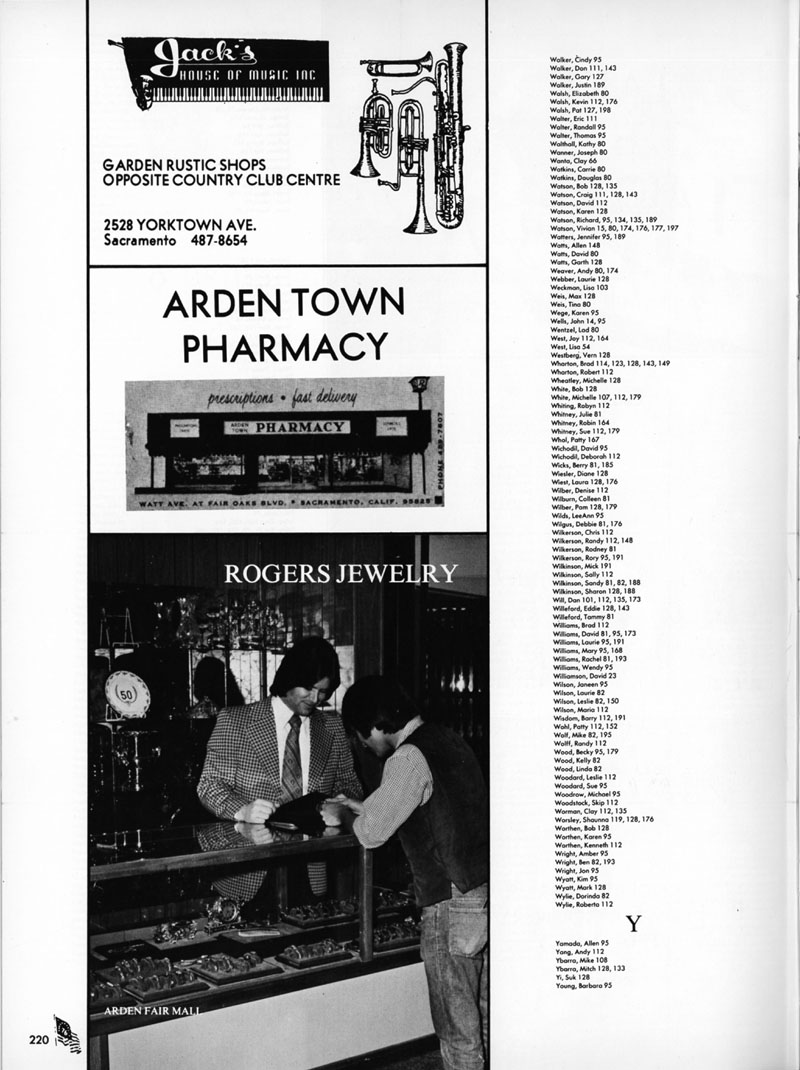 Jack's
HOUSE OF MUSIC INC
GARDEN RUSTIC SHOPS
OPPOSITE COUNTRY CLUB CENTRE
2528 YORKTOWN AVE.
Sacramento 487-8654
ARDEN TOWN
PHARMACY
prescriptions • fast delivery
ARDEN
TOWN PHARMACY
PHONE 489-7807
WATT AVE. AT FAIR OAKS BLVD. • SACRAMENTO, CALIF. 95825
ROGERS JEWELRY
50
ARDEN FAIR MALL
220
Walker, Cindy 95
Walker, Don 111, 143
Walker, Gary 127
Walker, Justin 189
Walsh, Elizabeth 80
Walsh, Kevin 112, 176
Walsh, Pat 127, 198
Walter, Eric 111
Walter, Randall 95
Walter, Thomas 95
Walthall, Kathy 80
Wanner, Joseph 80
Wanta, Clay 66
Watkins, Carrie 80
Watkins, Douglas 80
Watson, Bob 128, 135
Watson, Craig 111, 128, 143
Watson, David 112
Watson, Karen 128
Watson, Richard, 95, 134, 135, 189
Watson, Vivian 15, 80, 174, 176, 177, 197
Watters, Jennifer 95, 189
Watts, Allen 148
Watts, David 80
Watts, Garth 128
Weaver, Andy 80, 174
Webber, Laurie 128
Weckman, Lisa 103
Weis, Max 128
Weis, Tina 80
Wege, Karen 95
Wells, John 14, 95
Wentzel, Lad 80
West, Jay 112, 164
West, Lisa 54
Westberg, Vern 128
Wharton, Brad 114, 123, 128, 143, 149
Wharton, Robert 112
Wheatley, Michelle 128
White, Bob 128
White, Michelle 107, 112, 179
Whiting, Robyn 112
Whitney, Julie 81
Whitney, Robin 164
Whitney, Sue 112, 179
Whol, Patty 167
Wichodil, David 95
Wichodil, Deborah 112
Wicks, Berry 81, 185
Wiesler, Diane 128
Wiest, Laura 128, 176
Wilber, Denise 112
Wilburn, Colleen 81
Wilber, Pam 128, 179
Wilds, LeeAnn 95
Wilgus, Debbie 81, 176
Wilkerson, Chris 112
Wilkerson, Randy 112, 148
Wilkerson, Rodney 81
Wilkerson, Rory 95, 191
Wilkinson, Mick 191
Wilkinson, Sally 112
Wilkinson, Sandy 81, 82, 188
Wilkinson, Sharon 128, 188
Will, Dan 101, 112, 135, 173
Willeford, Eddie 128, 143
Willeford, Tammy 81
Williams, Brad 112
Williams, David 81, 95, 173
Williams, Laurie 95, 191
Williams, Mary 95, 168
Williams, Rachel 81, 193
Williams, Wendy 95
Williamson, David 23
Wilson, Janeen 95
Wilson, Laurie 82
Wilson, Leslie 82, 150
Wilson, Maria 112
Wisdom, Barry 112, 191
Wohl, Patty 112, 152
Wolf, Mike 82, 195
Wolff, Randy 112
Wood, Becky 95, 179
Wood, Kelly 82
Wood, Linda 82
Woodard, Leslie 112
Woodard, Sue 95
Woodrow, Michael 95
Woodstock, Skip 112
Worman, Clay 112, 135
Worsley, Shaunna 119, 128, 176
Worthen, Bob 128
Worthen, Karen 95
Worthen, Kenneth 112
Wright, Amber 95
Wright, Ben 82, 193
Wright, Jon 95
Wyatt, Kim 95
Wyatt, Mark 128
Wylie, Dorinda 82
Wylie, Roberta 112
Y
Yamada, Allen 95
Yang, Andy 112
Ybarra, Mike 108
Ybarra, Mitch 128, 133
Yi, Suk 128
Young, Barbara 95